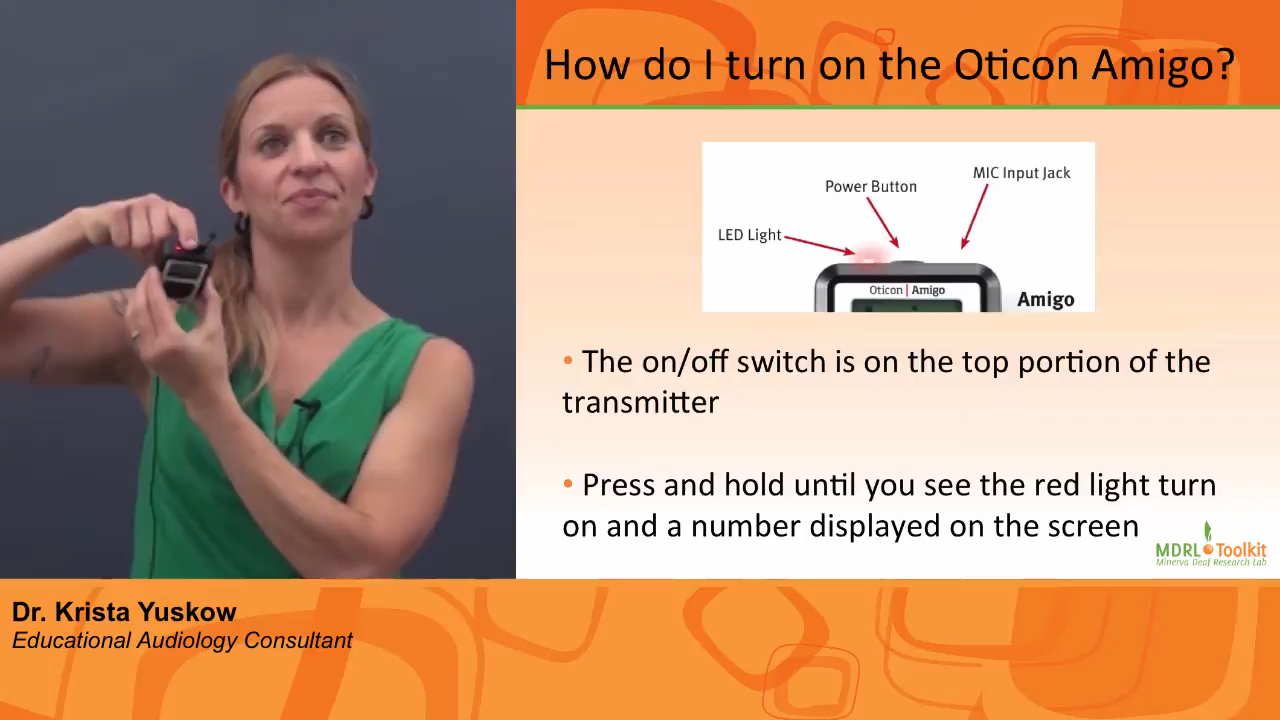 How do I turn on the Oticon Amigo?
MIC Input Jack
Power Button
LED Light
Oticon | Amigo
Amigo
• The on/off switch is on the top portion of the
transmitter
• Press and hold until you see the red light turn
on and a number displayed on the screen
MDRL Toolkit
Minerva Deaf Research Lab
Dr. Krista Yuskow
Educational Audiology Consultant